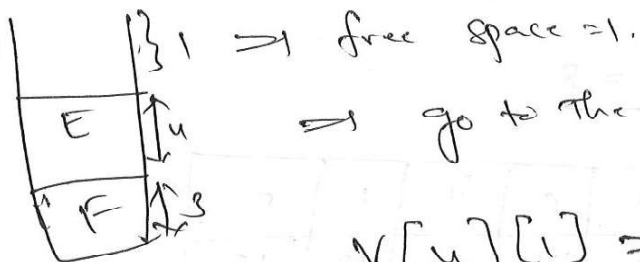 } 1 ⇒ free space = 1.
E 4 ⇒ go to the
F 3
V[4][1] =